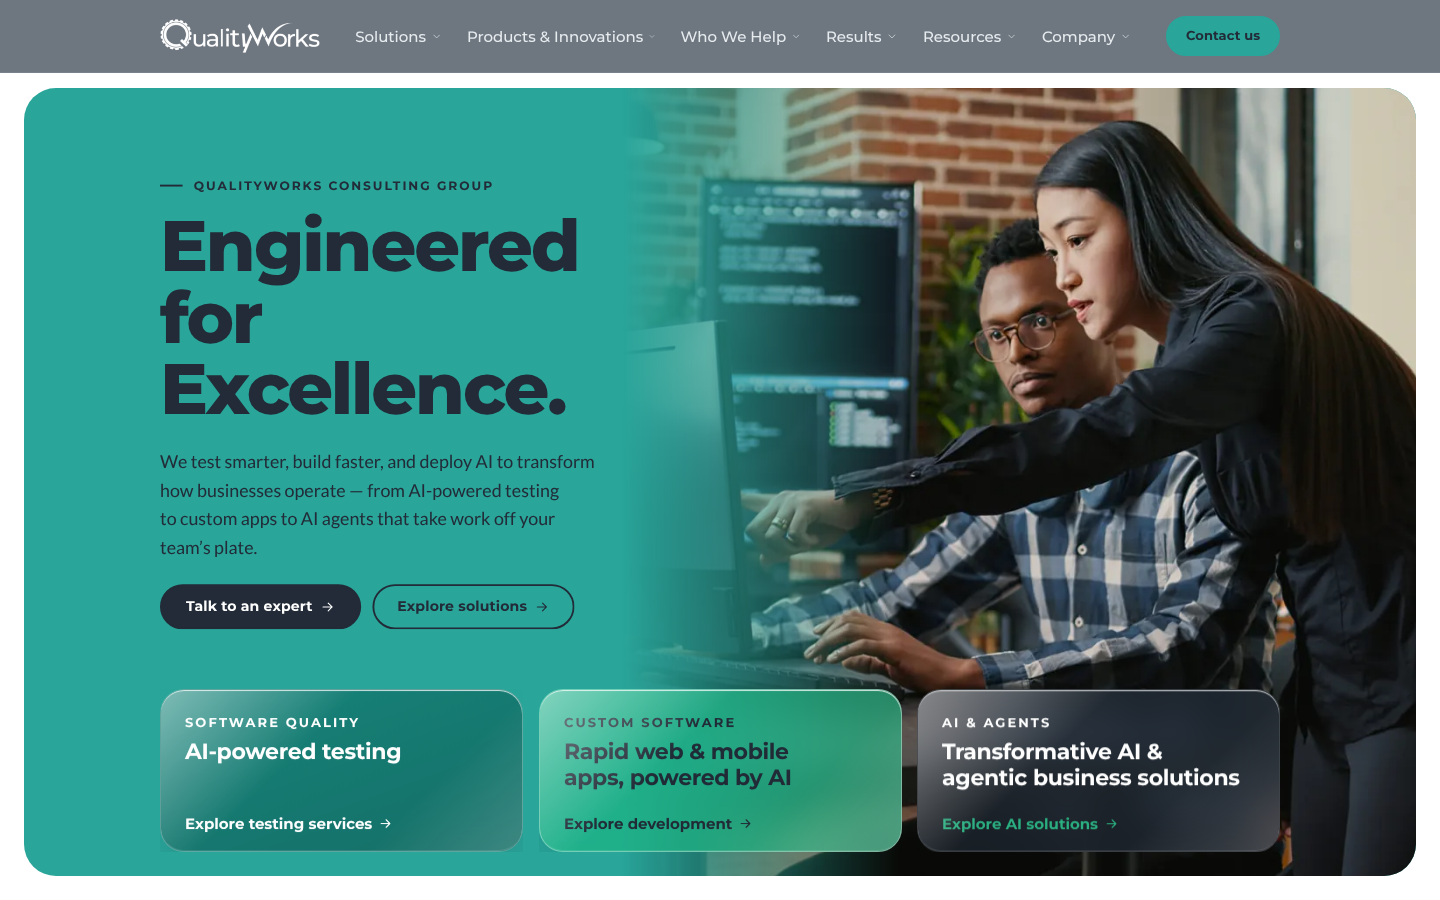 QualityWorks
Solutions
Products & Innovations
Who We Help
Results
Resources
Company
Contact us
QUALITYWORKS CONSULTING GROUP
Engineered
for
Excellence.
We test smarter, build faster, and deploy AI to transform
how businesses operate — from AI-powered testing
to custom apps to AI agents that take work off your
team's plate.
Talk to an expert →
Explore solutions →
SOFTWARE QUALITY
AI-powered testing
Explore testing services →
CUSTOM SOFTWARE
Rapid web & mobile
apps, powered by AI
Explore development →
AI & AGENTS
Transformative AI &
agentic business solutions
Explore AI solutions →